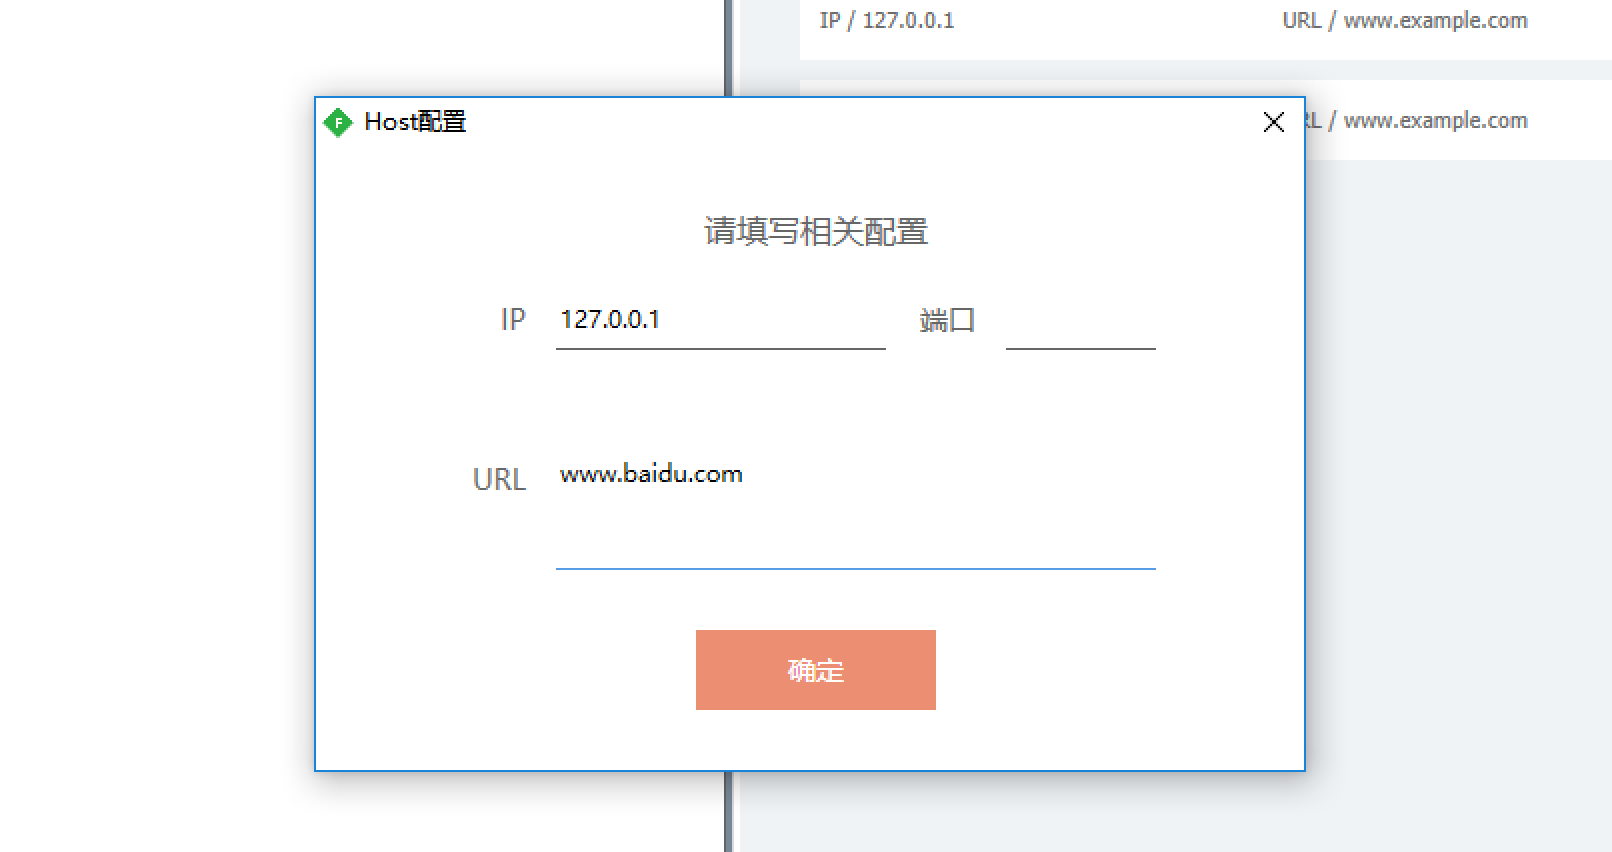 IP / 127.0.0.1
URL / www.example.com
F
Host配置
RL / www.example.com
请填写相关配置
IP 127.0.0.1 端口
URL www.baidu.com
确定